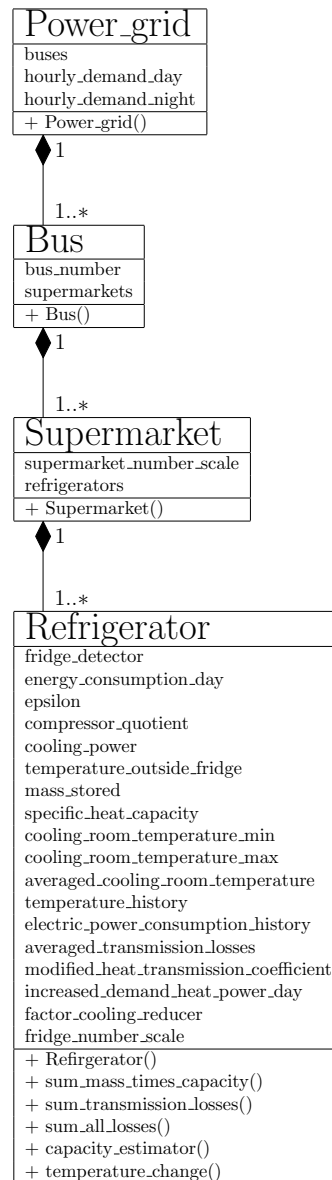 Power_grid
buses
hourly_demand_day
hourly_demand_night
+ Power_grid()
1
1..*
Bus
bus_number
supermarkets
+ Bus()
1
1..*
Supermarket
supermarket_number_scale
refrigerators
+ Supermarket()
1
1..*
Refrigerator
fridge_detector
energy_consumption_day
epsilon
compressor_quotient
cooling_power
temperature_outside_fridge
mass_stored
specific_heat_capacity
cooling_room_temperature_min
cooling_room_temperature_max
averaged_cooling_room_temperature
temperature_history
electric_power_consumption_history
averaged_transmission_losses
modified_heat_transmission_coefficient
increased_demand_heat_power_day
factor_cooling_reducer
fridge_number_scale
+ Refirgerator()
+ sum_mass_times_capacity()
+ sum_transmission_losses()
+ sum_all_losses()
+ capacity_estimator()
+ temperature_change()